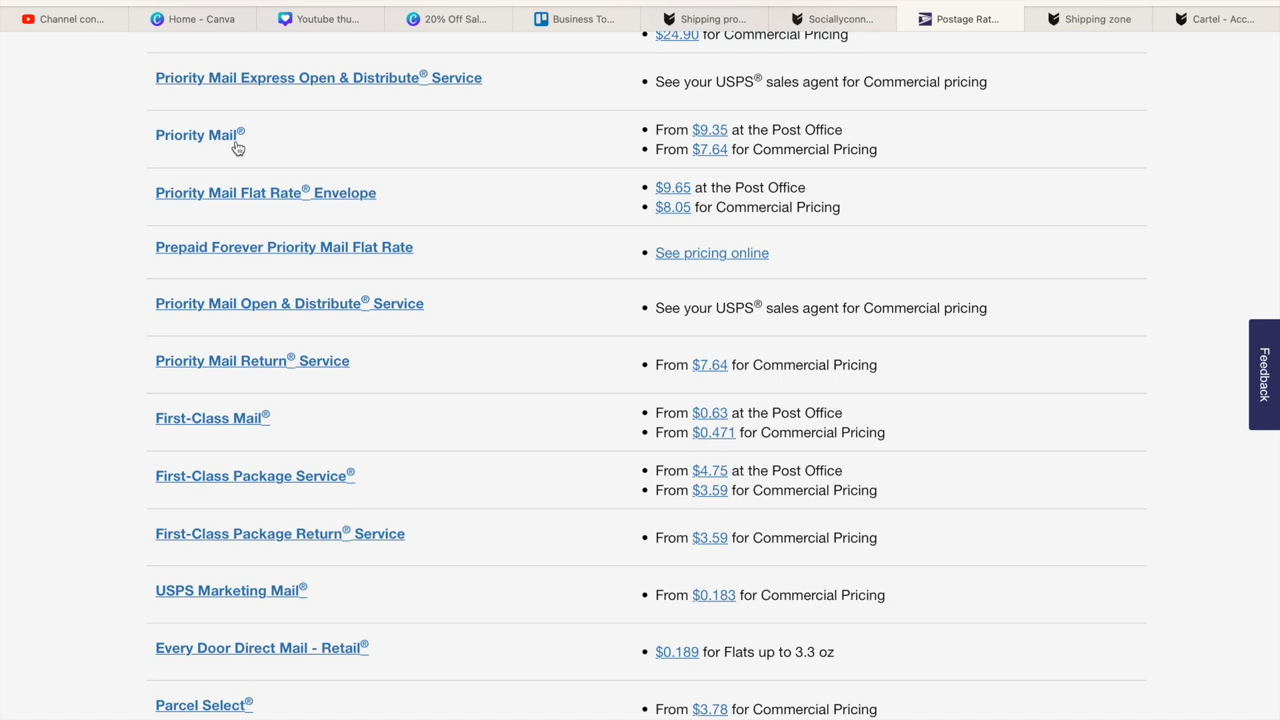 Channel con...
Home - Canva
Youtube thu...
20% Off Sal...
Business To...
Shipping pro...
Sociallyconn...
Postage Rat...
Shipping zone
Cartel - Acc...
• $24.90 for Commercial Pricing
Priority Mail Express Open & Distribute® Service
• See your USPS® sales agent for Commercial pricing
Priority Mail®
• From $9.35 at the Post Office
• From $7.64 for Commercial Pricing
Priority Mail Flat Rate® Envelope
• $9.65 at the Post Office
• $8.05 for Commercial Pricing
Prepaid Forever Priority Mail Flat Rate
• See pricing online
Priority Mail Open & Distribute® Service
• See your USPS® sales agent for Commercial pricing
Priority Mail Return® Service
• From $7.64 for Commercial Pricing
First-Class Mail®
• From $0.63 at the Post Office
• From $0.471 for Commercial Pricing
First-Class Package Service®
• From $4.75 at the Post Office
• From $3.59 for Commercial Pricing
First-Class Package Return® Service
• From $3.59 for Commercial Pricing
USPS Marketing Mail®
• From $0.183 for Commercial Pricing
Every Door Direct Mail - Retail®
• $0.189 for Flats up to 3.3 oz
Parcel Select®
• From $3.78 for Commercial Pricing
Feedback